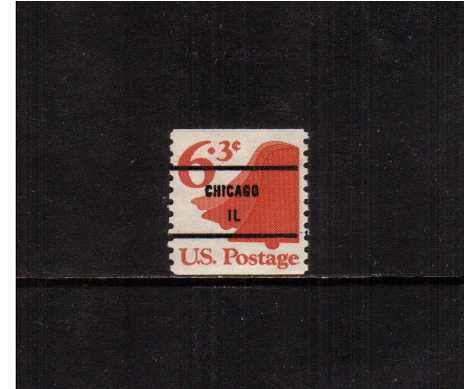 6·3¢
CHICAGO
IL
U.S. Postage